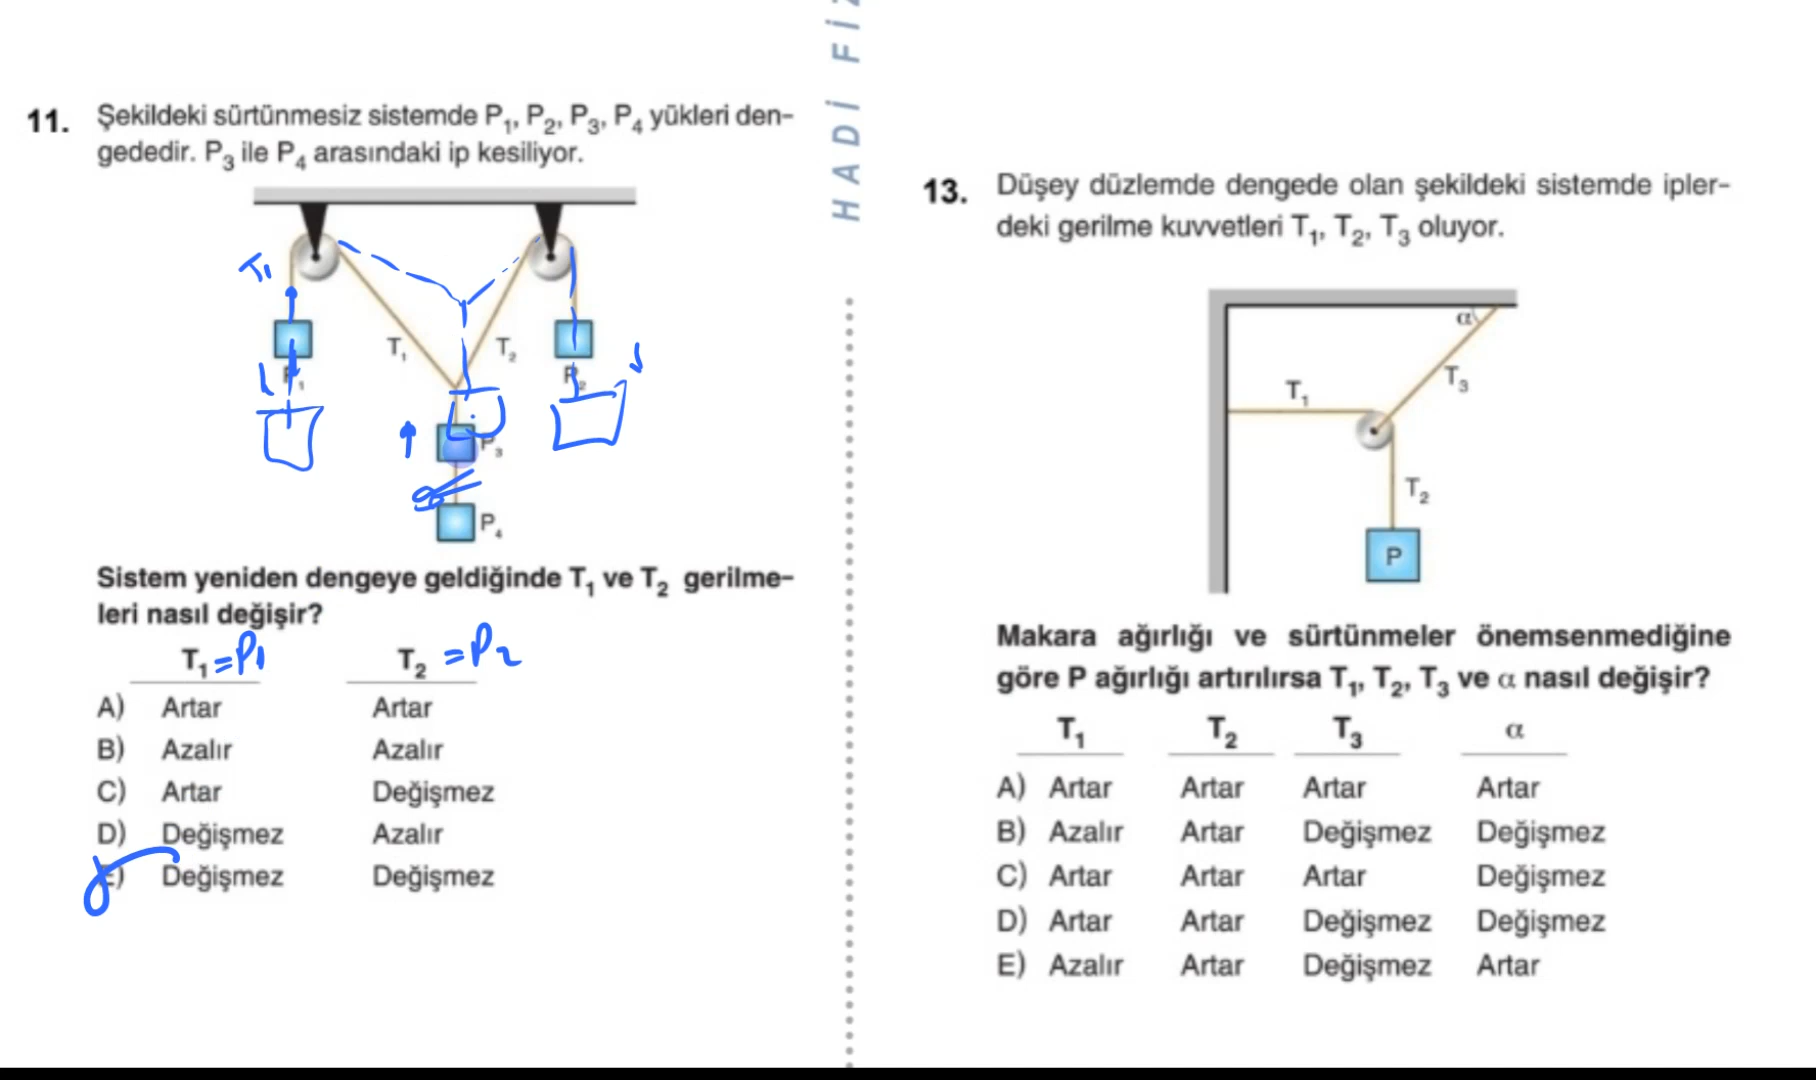 HADİ Fİ
11. Şekildeki sürtünmesiz sistemde P₁, P₂, P₃, P₄ yükleri den-
gededir. P₃ ile P₄ arasındaki ip kesiliyor.
T₁
T₁
T₂
P₁
P₂
P₃
P₄
Sistem yeniden dengeye geldiğinde T₁ ve T₂ gerilme-
leri nasıl değişir?
T₁ =P₁ T₂ =P₂
A) Artar Artar
B) Azalır Azalır
C) Artar Değişmez
D) Değişmez Azalır
E) Değişmez Değişmez
13. Düşey düzlemde dengede olan şekildeki sistemde ipler-
deki gerilme kuvvetleri T₁, T₂, T₃ oluyor.
α
T₃
T₁
T₂
P
Makara ağırlığı ve sürtünmeler önemsenmediğine
göre P ağırlığı artırılırsa T₁, T₂, T₃ ve α nasıl değişir?
T₁ T₂ T₃ α
A) Artar Artar Artar Artar
B) Azalır Artar Değişmez Değişmez
C) Artar Artar Artar Değişmez
D) Artar Artar Değişmez Değişmez
E) Azalır Artar Değişmez Artar